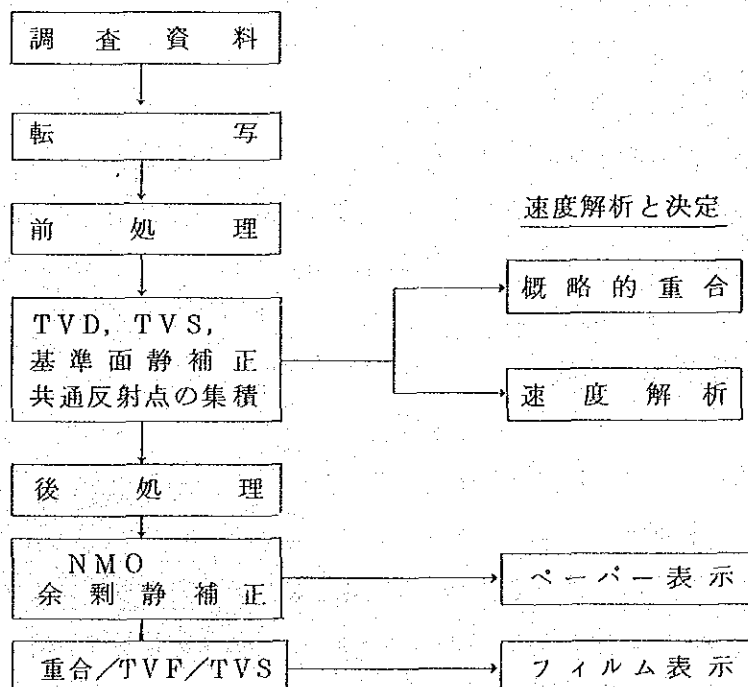 調査資料
転写
前処理
速度解析と決定
概略的重合
TVD, TVS,
基準面静補正
共通反射点の集積
速度解析
後処理
NMO
余剰静補正
ペーパー表示
重合/TVF/TVS
フィルム表示